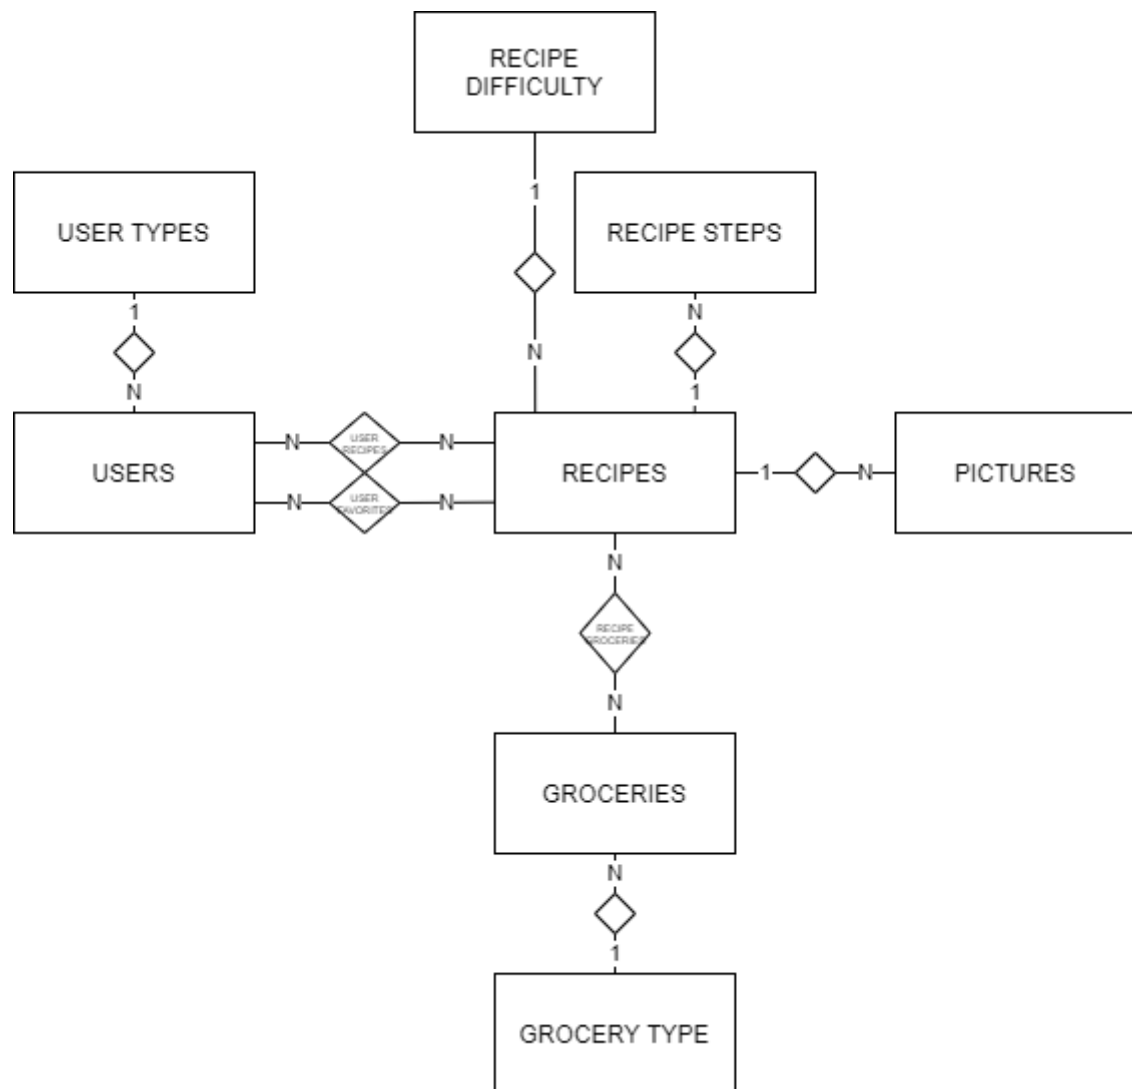 RECIPE
DIFFICULTY
1
USER TYPES
RECIPE STEPS
1
N
N
N
1
N
USER
RECIPES
N
USERS
RECIPES
1
N
PICTURES
N
USER
FAVORITES
N
N
RECIPE
GROCERIES
N
GROCERIES
N
1
GROCERY TYPE